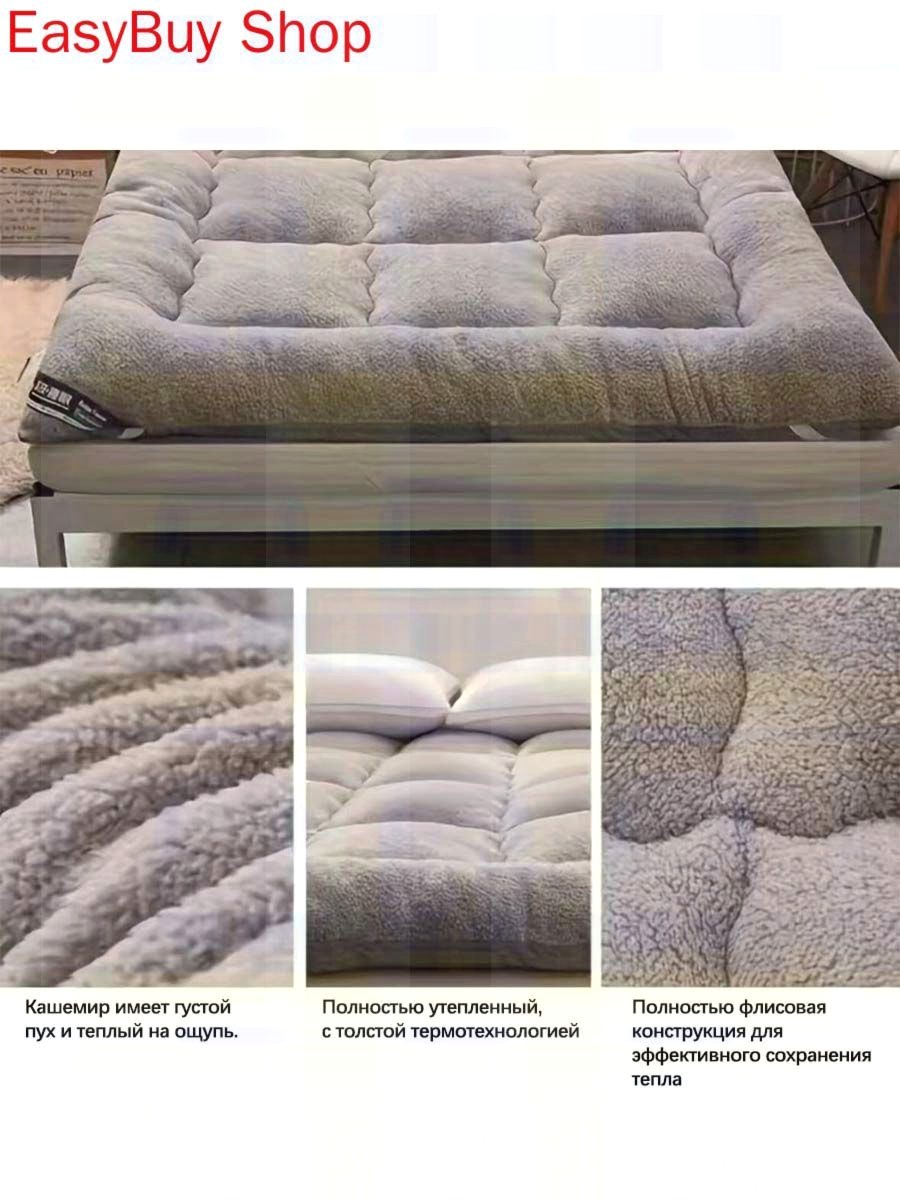 EasyBuy Shop
papier
Кашемир имеет густой
пух и теплый на ощупь.
Полностью утепленный,
с толстой термотехнологией
Полностью флисовая
конструкция для
эффективного сохранения
тепла